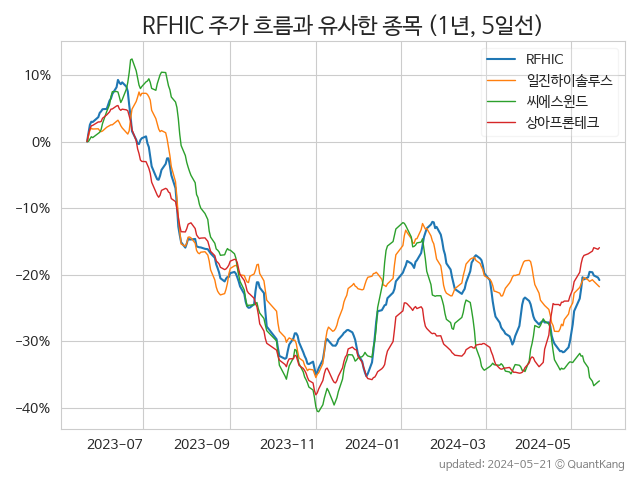 RFHIC 주가 흐름과 유사한 종목 (1년, 5일선)
RFHIC
일진하이솔루스
씨에스윈드
상아프론테크
10%
0%
−10%
−20%
−30%
−40%
2023−07
2023−09
2023−11
2024−01
2024−03
2024−05
updated: 2024-05-21 © QuantKang